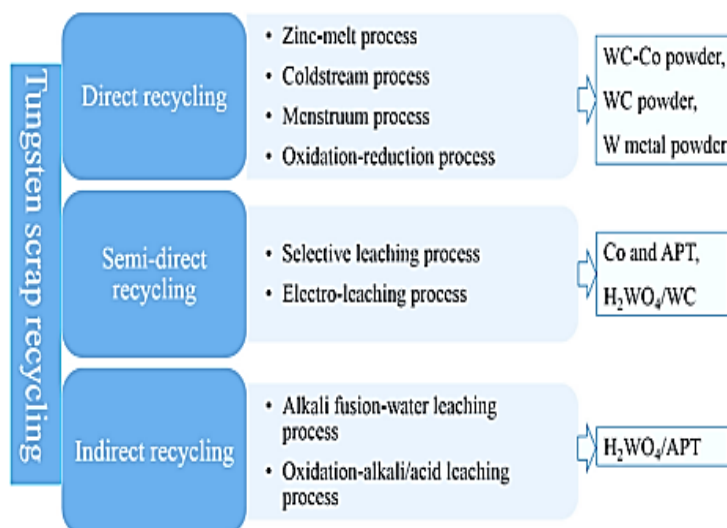 Tungsten scrap recycling
Direct recycling
• Zinc-melt process
• Coldstream process
• Menstruum process
• Oxidation-reduction process
WC-Co powder,
WC powder,
W metal powder
Semi-direct
recycling
• Selective leaching process
• Electro-leaching process
Co and APT,
H₂WO₄/WC
Indirect recycling
• Alkali fusion-water leaching
process
• Oxidation-alkali/acid leaching
process
H₂WO₄/APT